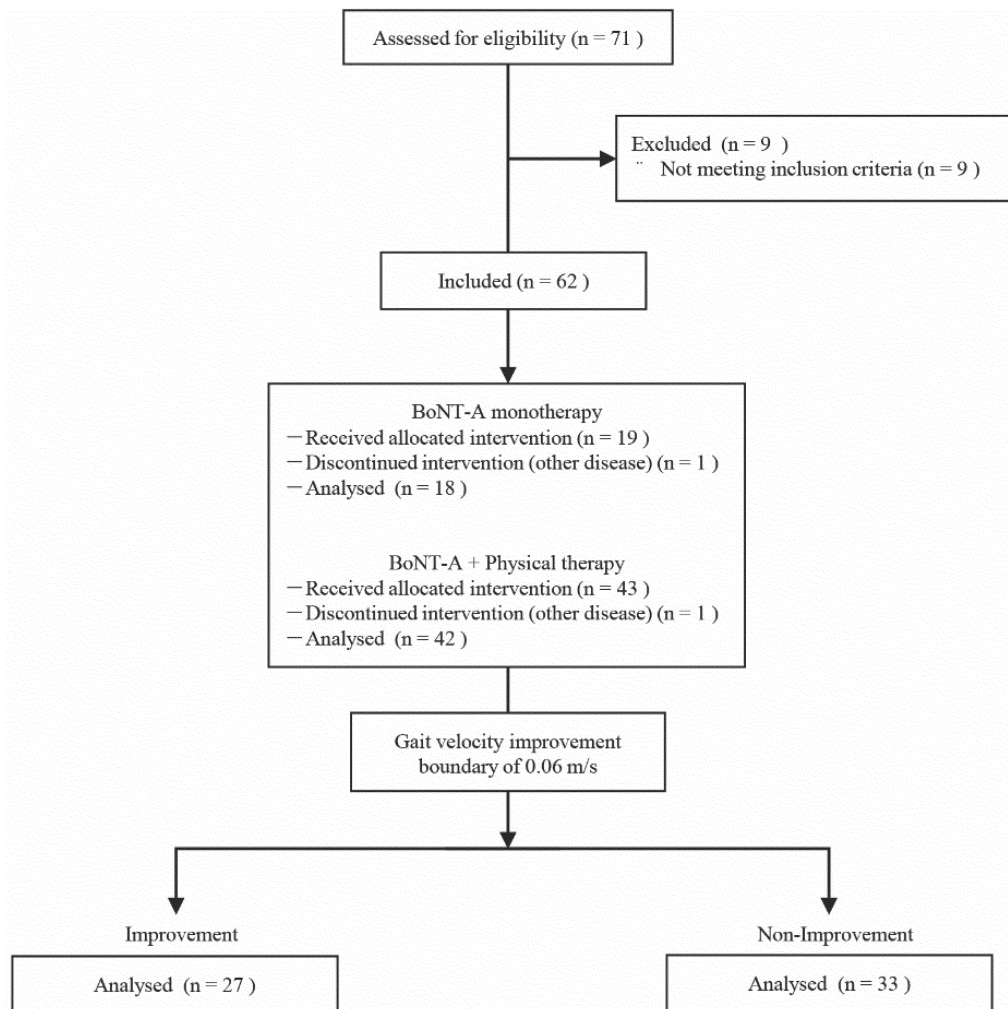 Assessed for eligibility (n = 71 )
Excluded  (n = 9  )
¨ Not meeting inclusion criteria (n = 9 )
Included (n = 62 )
BoNT-A monotherapy
－Received allocated intervention (n = 19 )
－Discontinued intervention (other disease) (n = 1 )
－Analysed  (n = 18 )
BoNT-A + Physical therapy
－Received allocated intervention (n = 43 )
－Discontinued intervention (other disease) (n = 1 )
－Analysed  (n = 42 )
Gait velocity improvement
boundary of 0.06 m/s
Improvement
Non-Improvement
Analysed  (n = 27 )
Analysed  (n = 33 )